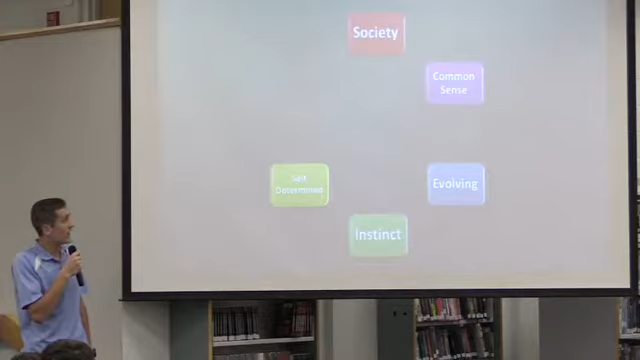 Society
Common
Sense
Self
Determined
Evolving
Instinct